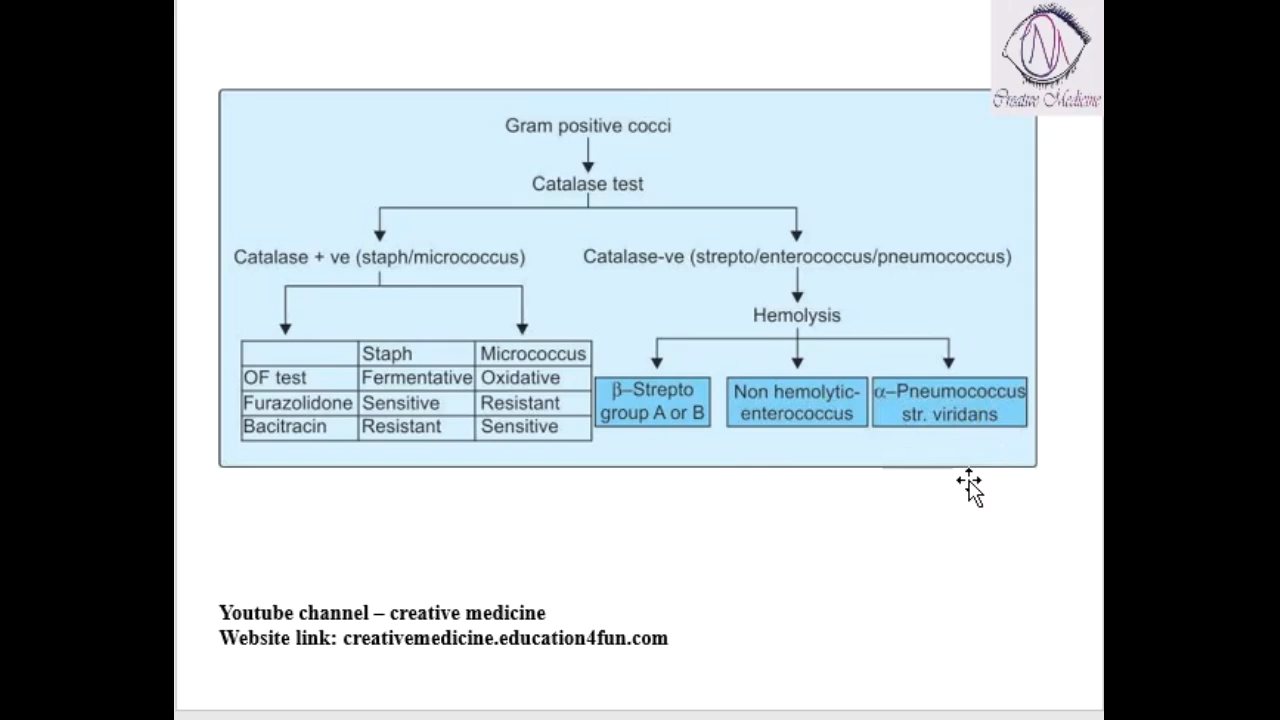 Creative Medicine
Gram positive cocci
Catalase test
Catalase + ve (staph/micrococcus)
Catalase-ve (strepto/enterococcus/pneumococcus)
Hemolysis
Staph Micrococcus
OF test Fermentative Oxidative
Furazolidone Sensitive Resistant
Bacitracin Resistant Sensitive
β–Strepto
group A or B
Non hemolytic-
enterococcus
α–Pneumococcus
str. viridans
Youtube channel – creative medicine
Website link: creativemedicine.education4fun.com